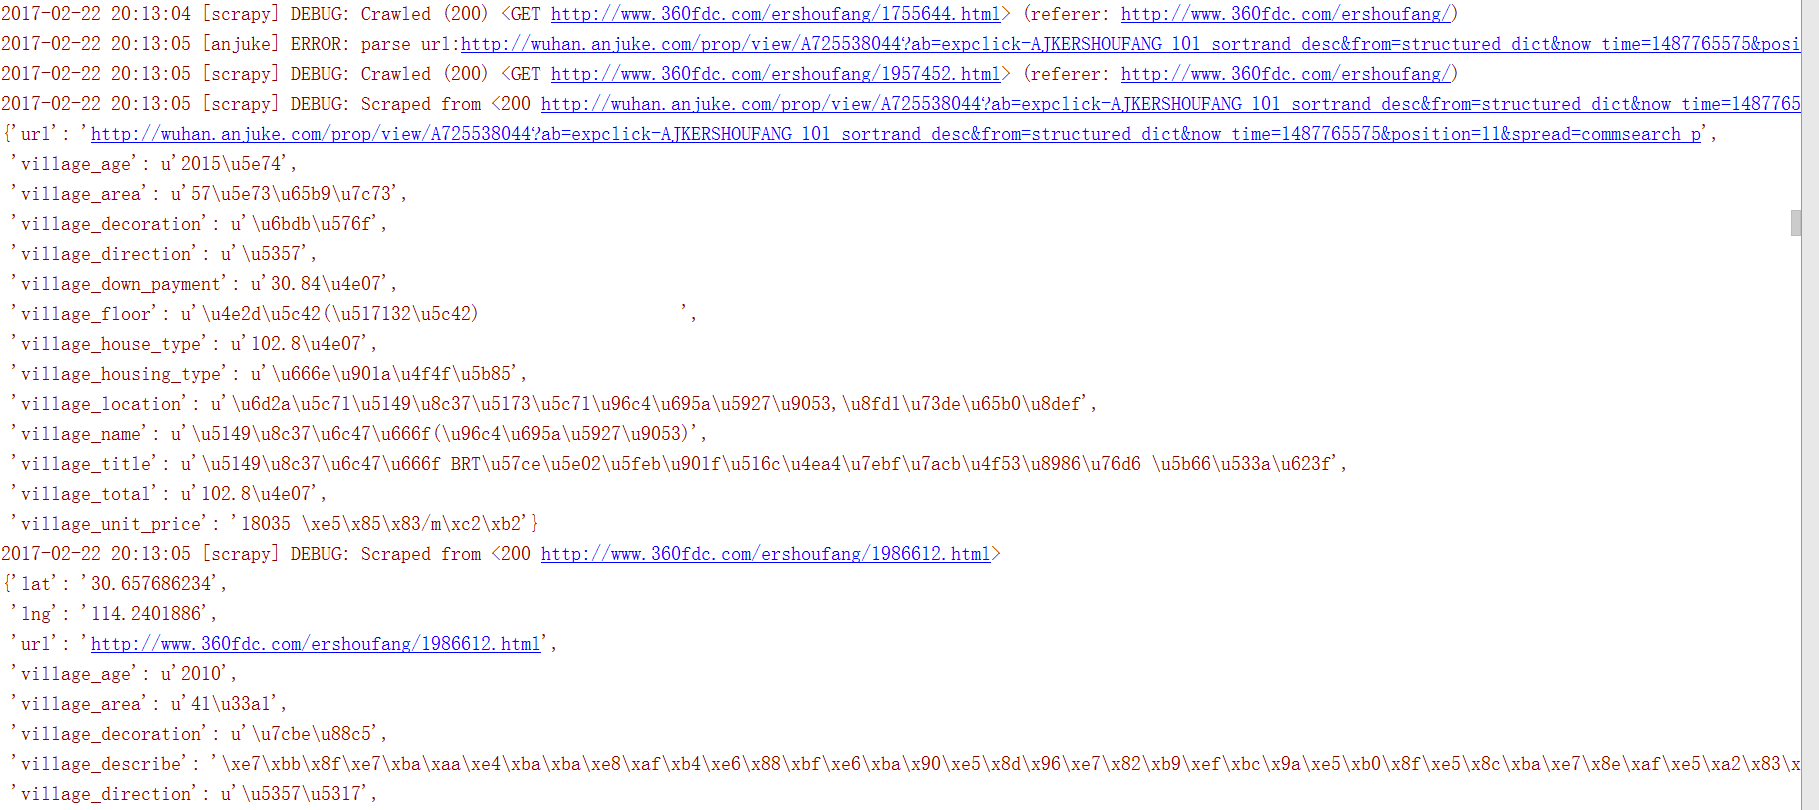 2017-02-22 20:13:04 [scrapy] DEBUG: Crawled (200) <GET http://www.360fdc.com/ershoufang/1755644.html> (referer: http://www.360fdc.com/ershoufang/)
2017-02-22 20:13:05 [anjuke] ERROR: parse url:http://wuhan.anjuke.com/prop/view/A725538044?ab=expclick-AJKERSHOUFANG_101_sortrand_desc&from=structured_dict&now_time=1487765575&posi
2017-02-22 20:13:05 [scrapy] DEBUG: Crawled (200) <GET http://www.360fdc.com/ershoufang/1957452.html> (referer: http://www.360fdc.com/ershoufang/)
2017-02-22 20:13:05 [scrapy] DEBUG: Scraped from <200 http://wuhan.anjuke.com/prop/view/A725538044?ab=expclick-AJKERSHOUFANG_101_sortrand_desc&from=structured_dict&now_time=1487765
{'url': 'http://wuhan.anjuke.com/prop/view/A725538044?ab=expclick-AJKERSHOUFANG_101_sortrand_desc&from=structured_dict&now_time=1487765575&position=11&spread=commsearch_p',
'village_age': u'2015\u5e74',
'village_area': u'57\u5e73\u65b9\u7c73',
'village_decoration': u'\u6bdb\u576f',
'village_direction': u'\u5357',
'village_down_payment': u'30.84\u4e07',
'village_floor': u'\u4e2d\u5c42(\u517132\u5c42)                    ',
'village_house_type': u'102.8\u4e07',
'village_housing_type': u'\u666e\u901a\u4f4f\u5b85',
'village_location': u'\u6d2a\u5c71\u5149\u8c37\u5173\u5c71\u96c4\u695a\u5927\u9053,\u8fd1\u73de\u65b0\u8def',
'village_name': u'\u5149\u8c37\u6c47\u666f(\u96c4\u695a\u5927\u9053)',
'village_title': u'\u5149\u8c37\u6c47\u666f BRT\u57ce\u5e02\u5feb\u901f\u516c\u4ea4\u7ebf\u7acb\u4f53\u8986\u76d6 \u5b66\u533a\u623f',
'village_total': u'102.8\u4e07',
'village_unit_price': '18035 \xe5\x85\x83/m\xc2\xb2'}
2017-02-22 20:13:05 [scrapy] DEBUG: Scraped from <200 http://www.360fdc.com/ershoufang/1986612.html>
{'lat': '30.657686234',
'lng': '114.2401886',
'url': 'http://www.360fdc.com/ershoufang/1986612.html',
'village_age': u'2010',
'village_area': u'41\u33a1',
'village_decoration': u'\u7cbe\u88c5',
'village_describe': '\xe7\xbb\x8f\xe7\xba\xaa\xe4\xba\xba\xe8\xaf\xb4\xe6\x88\xbf\xe6\xba\x90\xe5\x8d\x96\xe7\x82\xb9\xef\xbc\x9a\xe5\xb0\x8f\xe5\x8c\xba\xe7\x8e\xaf\xe5\xa2\x83\x
'village_direction': u'\u5357\u5317',